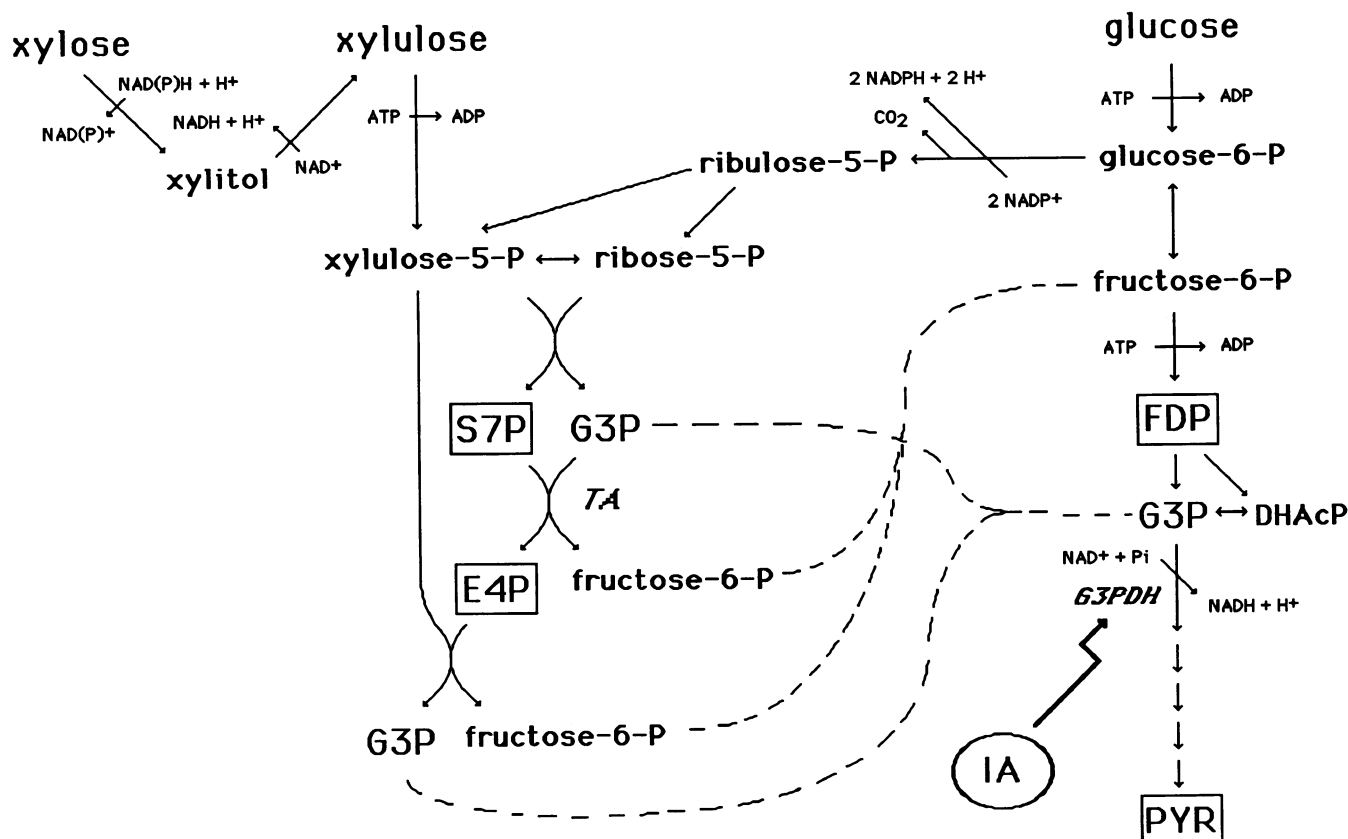 xylose
xylulose
glucose
NAD(P)H + H+
NAD(P)+
NADH + H+
NAD+
xylitol
ATP
ADP
2 NADPH + 2 H+
CO2
2 NADP+
ATP
ADP
ribulose-5-P
glucose-6-P
xylulose-5-P
ribose-5-P
fructose-6-P
ATP
ADP
S7P
G3P
FDP
TA
G3P
DHAcP
E4P
fructose-6-P
NAD+ + Pi
G3PDH
NADH + H+
G3P
fructose-6-P
IA
PYR